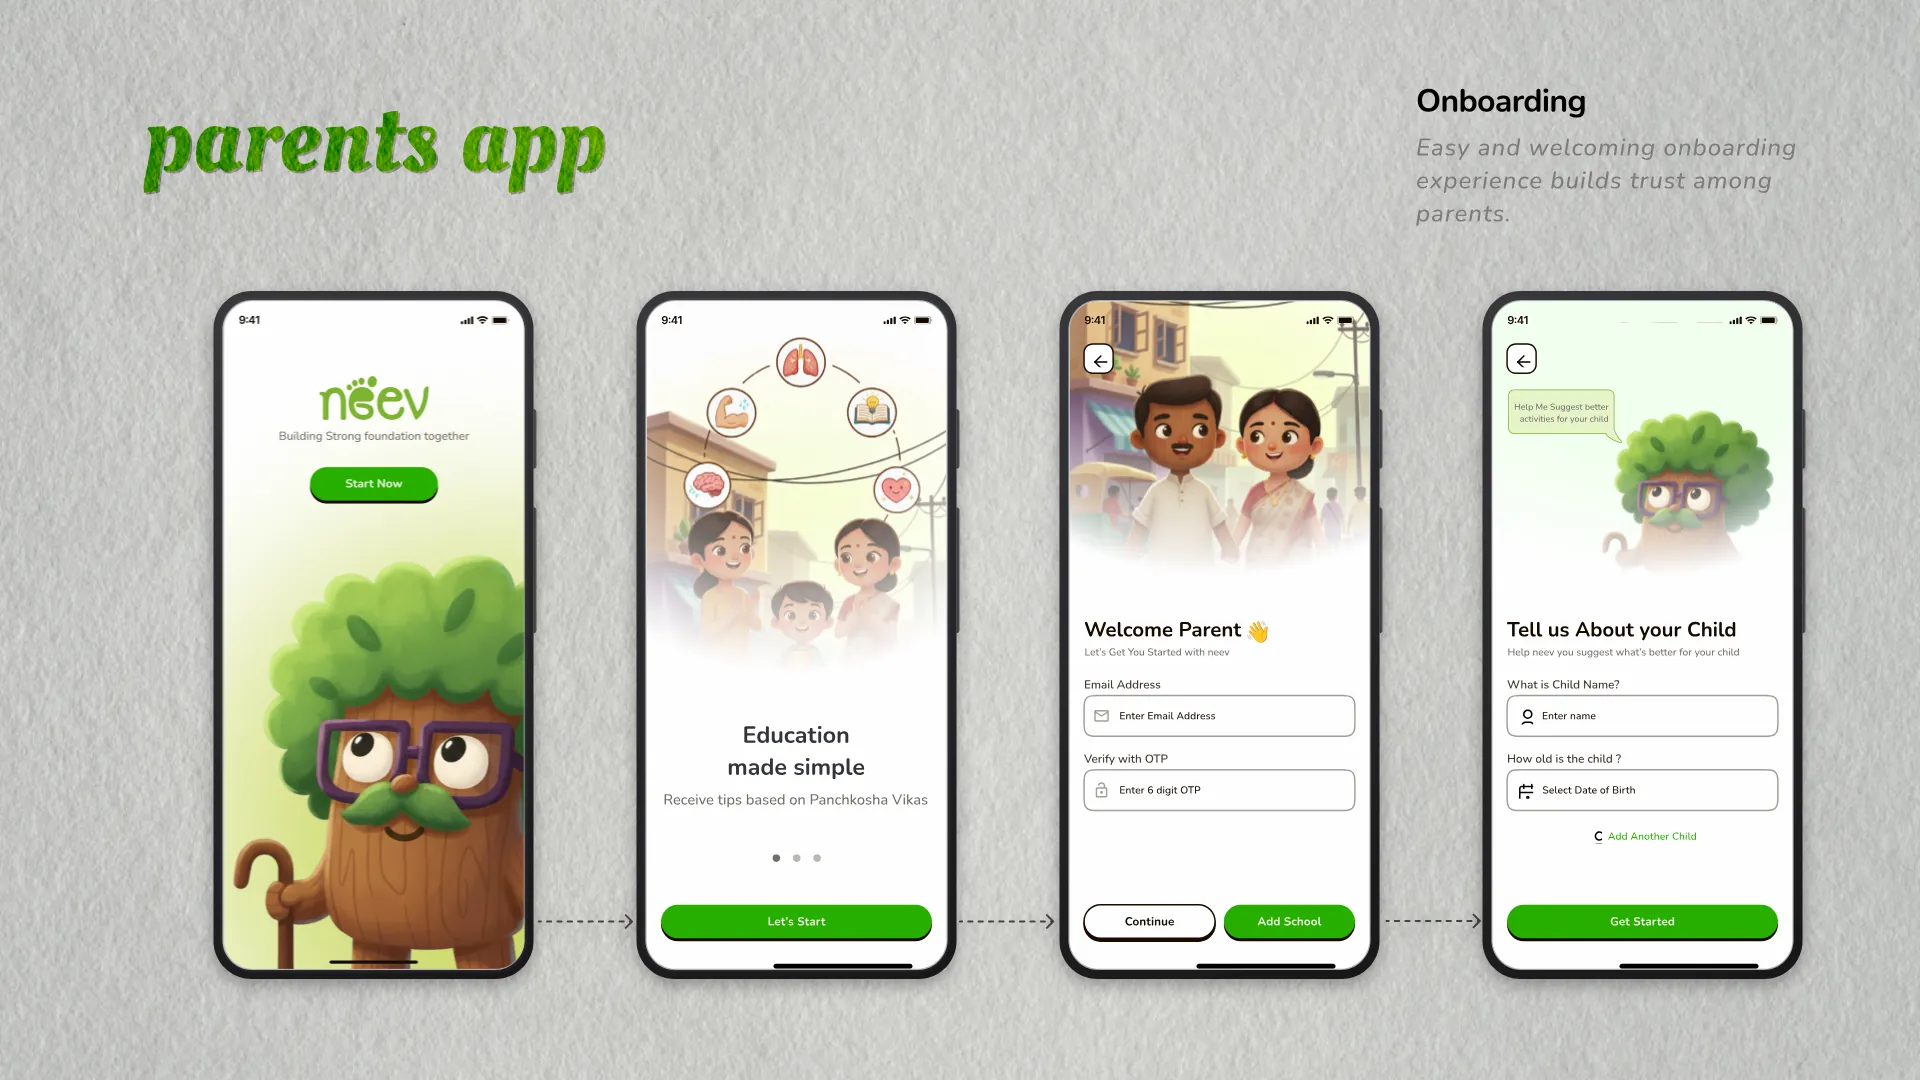 parents app
Onboarding
Easy and welcoming onboarding
experience builds trust among
parents.
9:41
neev
Building Strong foundation together
Start Now
9:41
Education
made simple
Receive tips based on Panchkosha Vikas
Let's Start
9:41
Welcome Parent 👋
Let's Get You Started with neev
Email Address
Enter Email Address
Verify with OTP
Enter 6 digit OTP
Continue
Add School
9:41
Help Me Suggest better
activities for your child
Tell us About your Child
Help neev you suggest what's better for your child
What is Child Name?
Enter name
How old is the child ?
Select Date of Birth
Add Another Child
Get Started